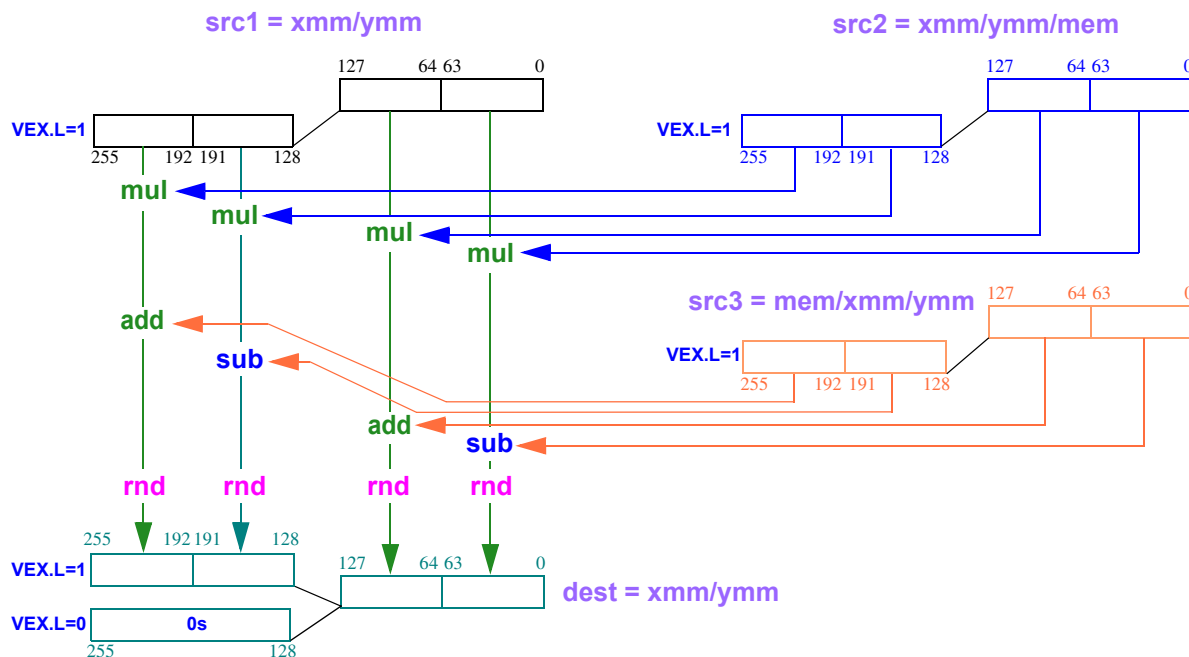 src1 = xmm/ymm
src2 = xmm/ymm/mem
127 64 63 0
127 64 63 0
VEX.L=1
VEX.L=1
255 192 191 128
255 192 191 128
mul
mul
mul
mul
src3 = mem/xmm/ymm
127 64 63 0
add
VEX.L=1
sub
255 192 191 128
add
sub
rnd rnd rnd rnd
255 192 191 128
127 64 63 0
VEX.L=1
dest = xmm/ymm
VEX.L=0
0s
255 128